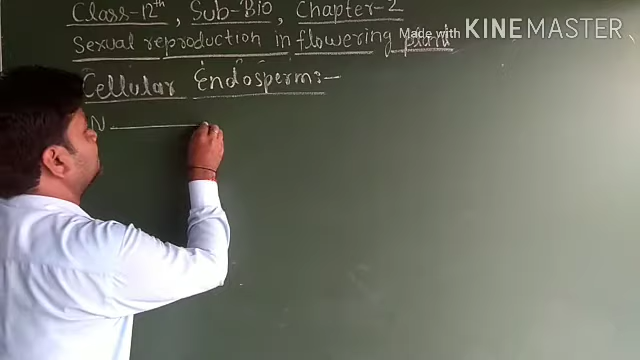 Class-12th, Sub-Bio, Chapter-2
Made with KINEMASTER
Sexual reproduction in flowering plant
Cellular Endosperm:-
N